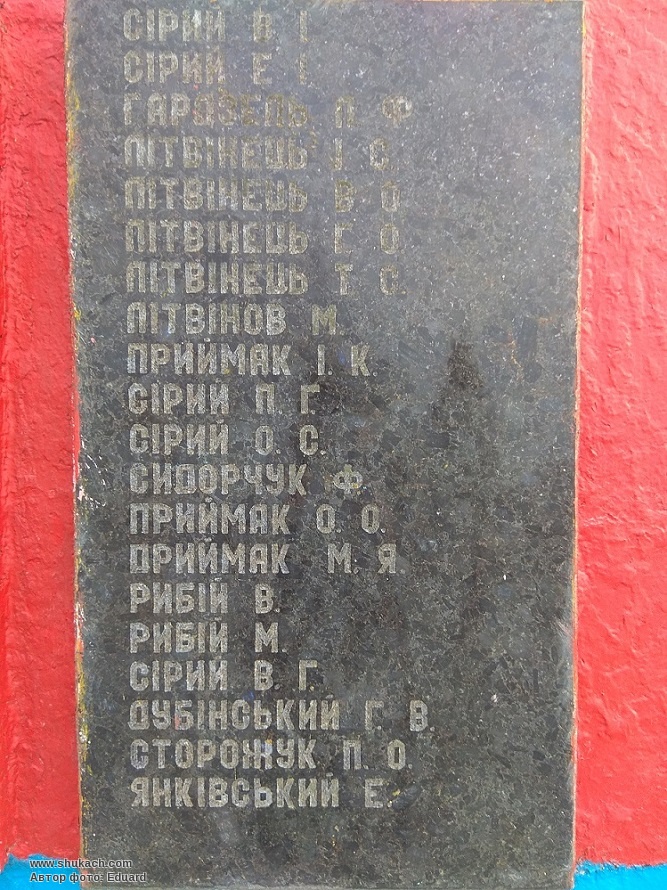 СІРИЙ В І
СІРИЙ Е І
П Ф
ЛІТВІНЕЦЬ І С.
ЛІТВІНЕЦЬ В О
ЛІТВІНЕЦЬ Г. О.
ЛІТВІНЕЦЬ Т С.
ЛІТВІНОВ М.
ПРИЙМАК І. К.
СІРИЙ П. Г.
СІРИЙ О. С.
СИДОРЧУК Ф.
ПРИЙМАК О. О.
ПРИЙМАК М. Я.
РИБІЙ В.
РИБІЙ М.
СІРИЙ В. Г.
ДУБІНСЬКИЙ Г. В.
СТОРОЖУК П. О.
ЯНКІВСЬКИЙ Е.
www.shukach.com
Автор фото: Eduard